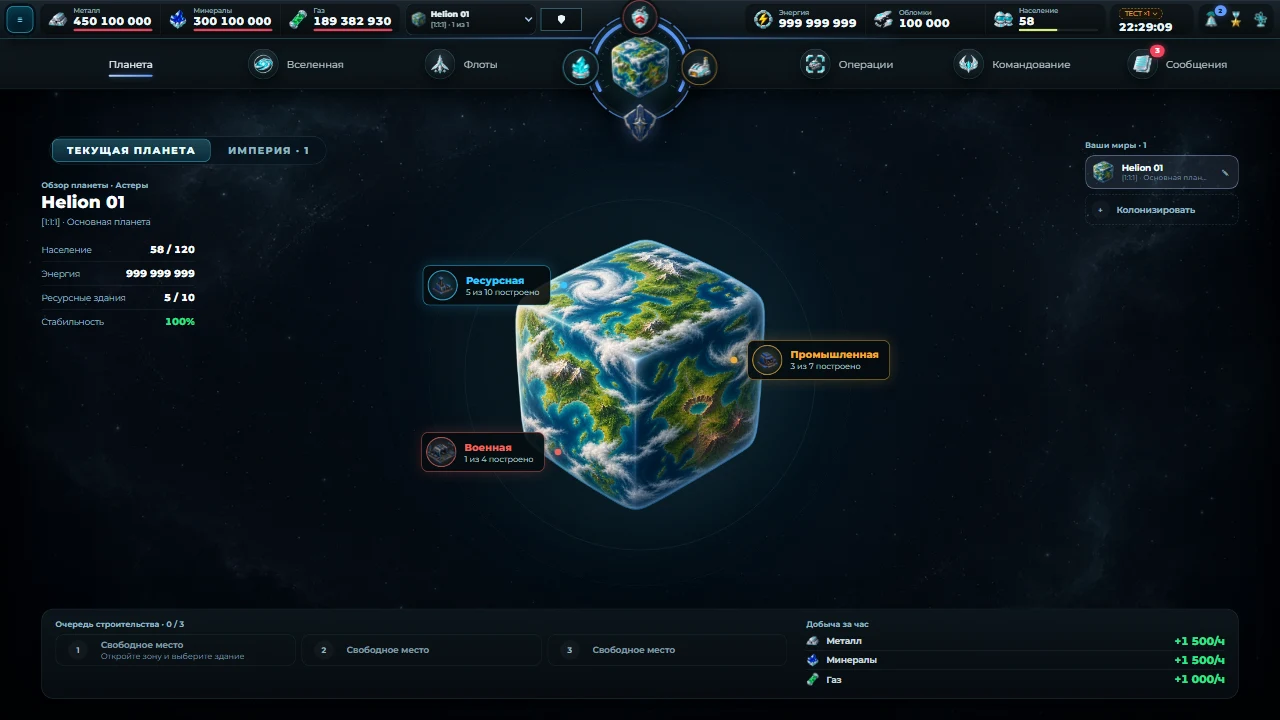 Металл
450 100 000
Минералы
300 100 000
Газ
189 382 930
Helion 01
[1:1:1] · 1 из 1
Энергия
999 999 999
Обломки
100 000
Население
58
ТЕСТ ×1
22:29:09
2
Планета
Вселенная
Флоты
Операции
Командование
3
Сообщения
ТЕКУЩАЯ ПЛАНЕТА
ИМПЕРИЯ · 1
Обзор планеты · Астеры
Helion 01
[1:1:1] · Основная планета
Население 58 / 120
Энергия 999 999 999
Ресурсные здания 5 / 10
Стабильность 100%
Ваши миры · 1
Helion 01
[1:1:1] · Основная план...
+ Колонизировать
Ресурсная
5 из 10 построено
Промышленная
3 из 7 построено
Военная
1 из 4 построено
Очередь строительства · 0 / 3
1 Свободное место
Откройте зону и выберите здание
2 Свободное место
3 Свободное место
Добыча за час
Металл +1 500/ч
Минералы +1 500/ч
Газ +1 000/ч